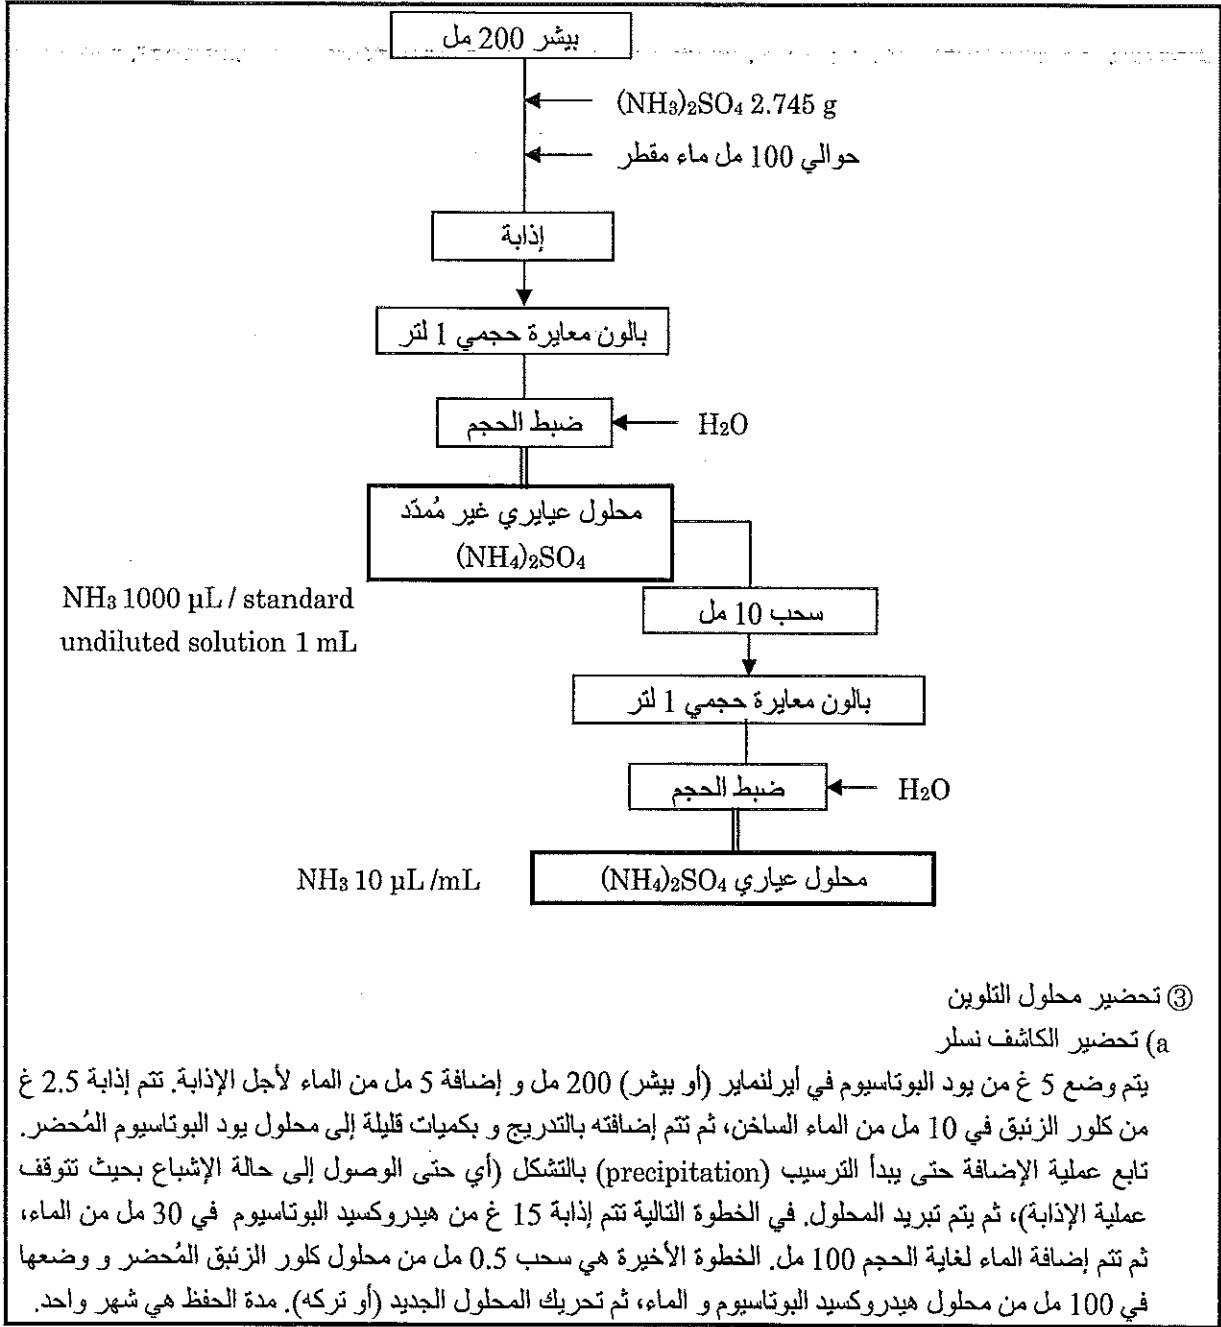 بيشر 200 مل
(NH₃)₂SO₄ 2.745 g
حوالي 100 مل ماء مقطر
إذابة
بالون معايرة حجمي 1 لتر
ضبط الحجم
H₂O
محلول عيايري غير مُمدّد
(NH₄)₂SO₄
NH₃ 1000 µL / standard
undiluted solution 1 mL
سحب 10 مل
بالون معايرة حجمي 1 لتر
ضبط الحجم
H₂O
NH₃ 10 µL /mL
محلول عياري (NH₄)₂SO₄
③ تحضير محلول التلوين
a) تحضير الكاشف نسلر
يتم وضع 5 غ من يود البوتاسيوم في أيرلنماير (أو بيشر) 200 مل و إضافة 5 مل من الماء لأجل الإذابة. تتم إذابة 2.5 غ
من كلور الزئبق في 10 مل من الماء الساخن، ثم تتم إضافته بالتدريج و بكميات قليلة إلى محلول يود البوتاسيوم المُحضر.
تابع عملية الإضافة حتى يبدأ الترسيب (precipitation) بالتشكل (أي حتى الوصول إلى حالة الإشباع بحيث تتوقف
عملية الإذابة)، ثم يتم تبريد المحلول. في الخطوة التالية تتم إذابة 15 غ من هيدروكسيد البوتاسيوم في 30 مل من الماء،
ثم تتم إضافة الماء لغاية الحجم 100 مل. الخطوة الأخيرة هي سحب 0.5 مل من محلول كلور الزئبق المُحضر و وضعها
في 100 مل من محلول هيدروكسيد البوتاسيوم و الماء، ثم تحريك المحلول الجديد (أو تركه). مدة الحفظ هي شهر واحد.